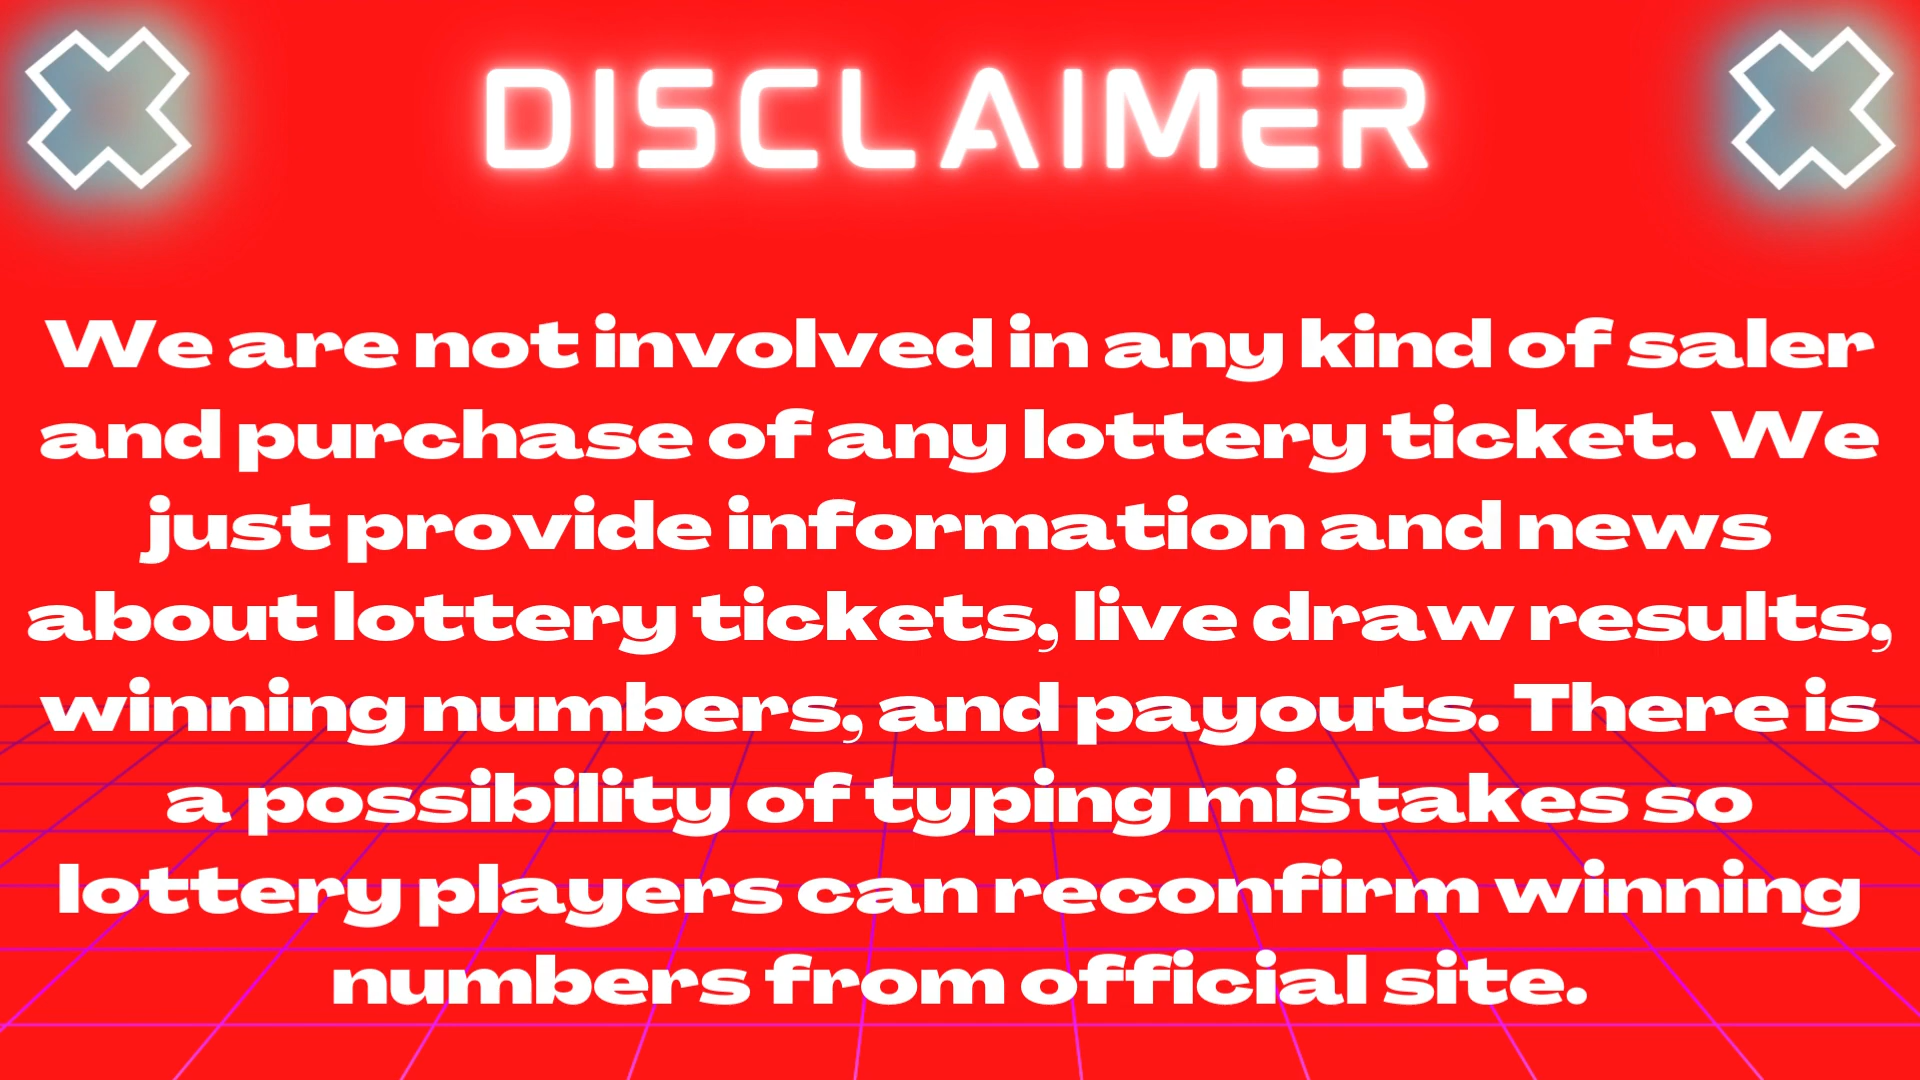 DISCLAIMER
We are not involved in any kind of saler
and purchase of any lottery ticket. We
just provide information and news
about lottery tickets, live draw results,
winning numbers, and payouts. There is
a possibility of typing mistakes so
lottery players can reconfirm winning
numbers from official site.